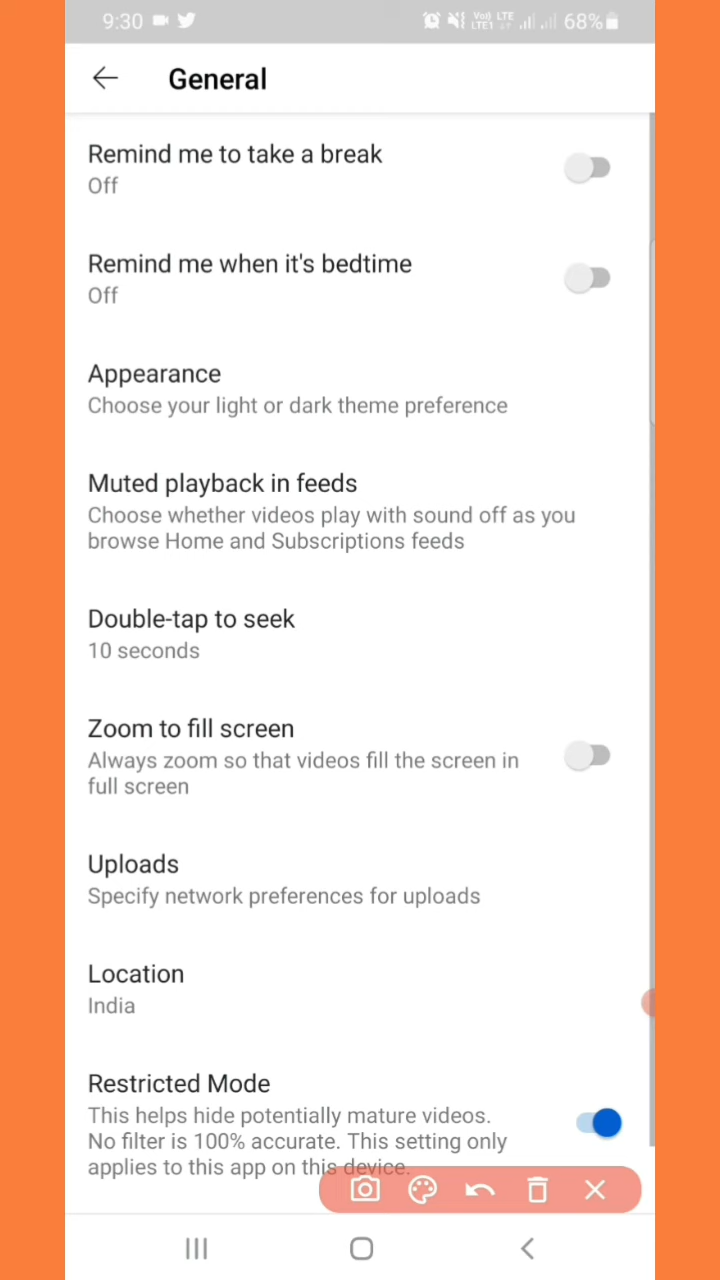 9:30
Vo)) LTE
LTE1
68%
General
Remind me to take a break
Off
Remind me when it's bedtime
Off
Appearance
Choose your light or dark theme preference
Muted playback in feeds
Choose whether videos play with sound off as you
browse Home and Subscriptions feeds
Double-tap to seek
10 seconds
Zoom to fill screen
Always zoom so that videos fill the screen in
full screen
Uploads
Specify network preferences for uploads
Location
India
Restricted Mode
This helps hide potentially mature videos.
No filter is 100% accurate. This setting only
applies to this app on this device.